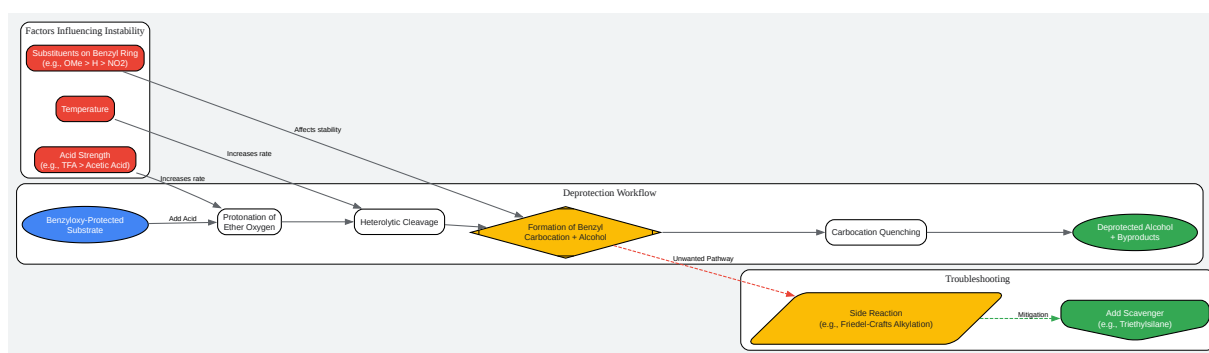 Factors Influencing Instability
Substituents on Benzyl Ring
(e.g., OMe > H > NO2)
Temperature
Acid Strength
(e.g., TFA > Acetic Acid)
Affects stability
Increases rate
Increases rate
Deprotection Workflow
Benzyloxy-Protected
Substrate
Add Acid
Protonation of
Ether Oxygen
Heterolytic Cleavage
Formation of Benzyl
Carbocation + Alcohol
Carbocation Quenching
Deprotected Alcohol
+ Byproducts
Unwanted Pathway
Troubleshooting
Side Reaction
(e.g., Friedel-Crafts Alkylation)
Mitigation
Add Scavenger
(e.g., Triethylsilane)